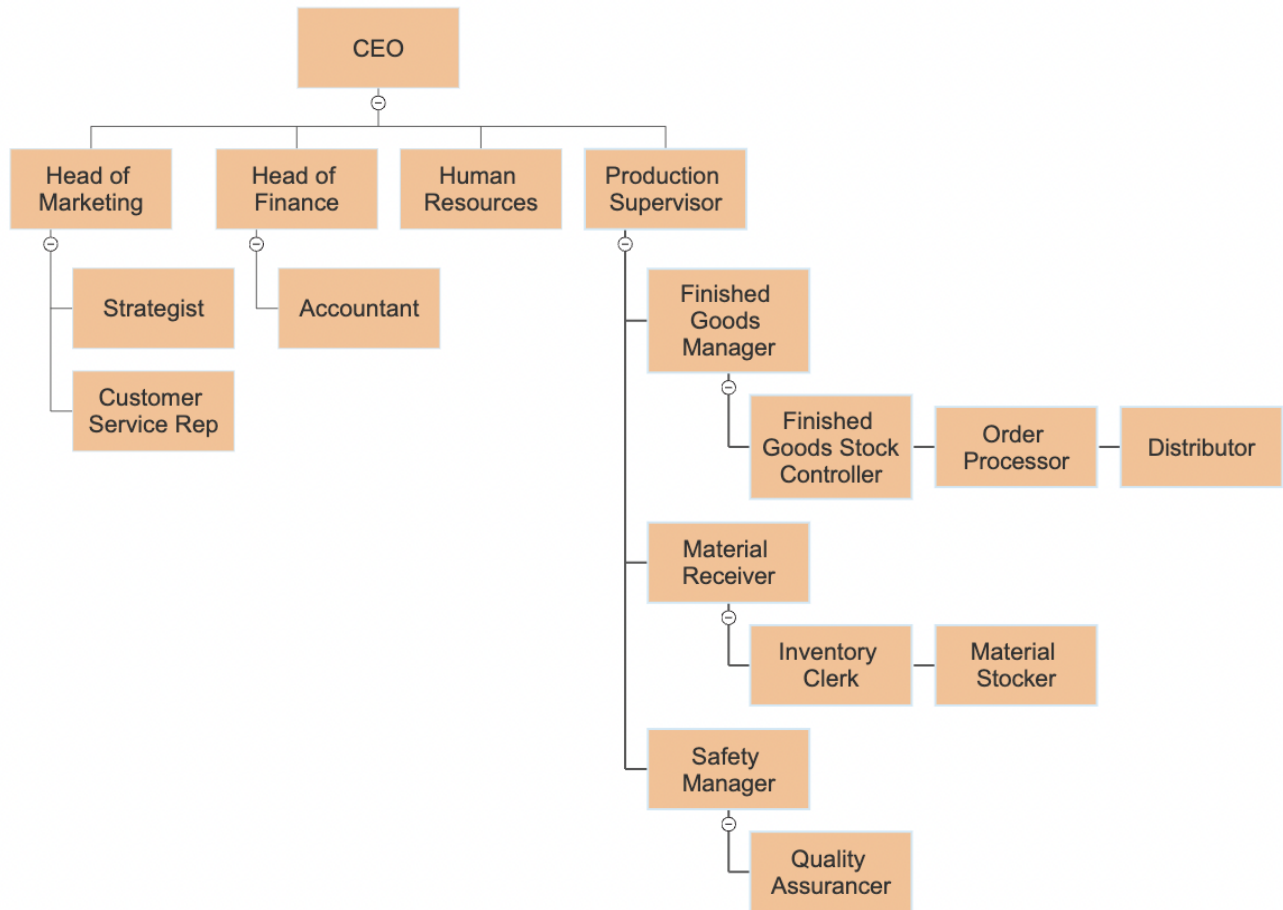 CEO
Head of
Marketing
Head of
Finance
Human
Resources
Production
Supervisor
Strategist
Accountant
Finished
Goods
Manager
Customer
Service Rep
Finished
Goods Stock
Controller
Order
Processor
Distributor
Material
Receiver
Inventory
Clerk
Material
Stocker
Safety
Manager
Quality
Assurancer